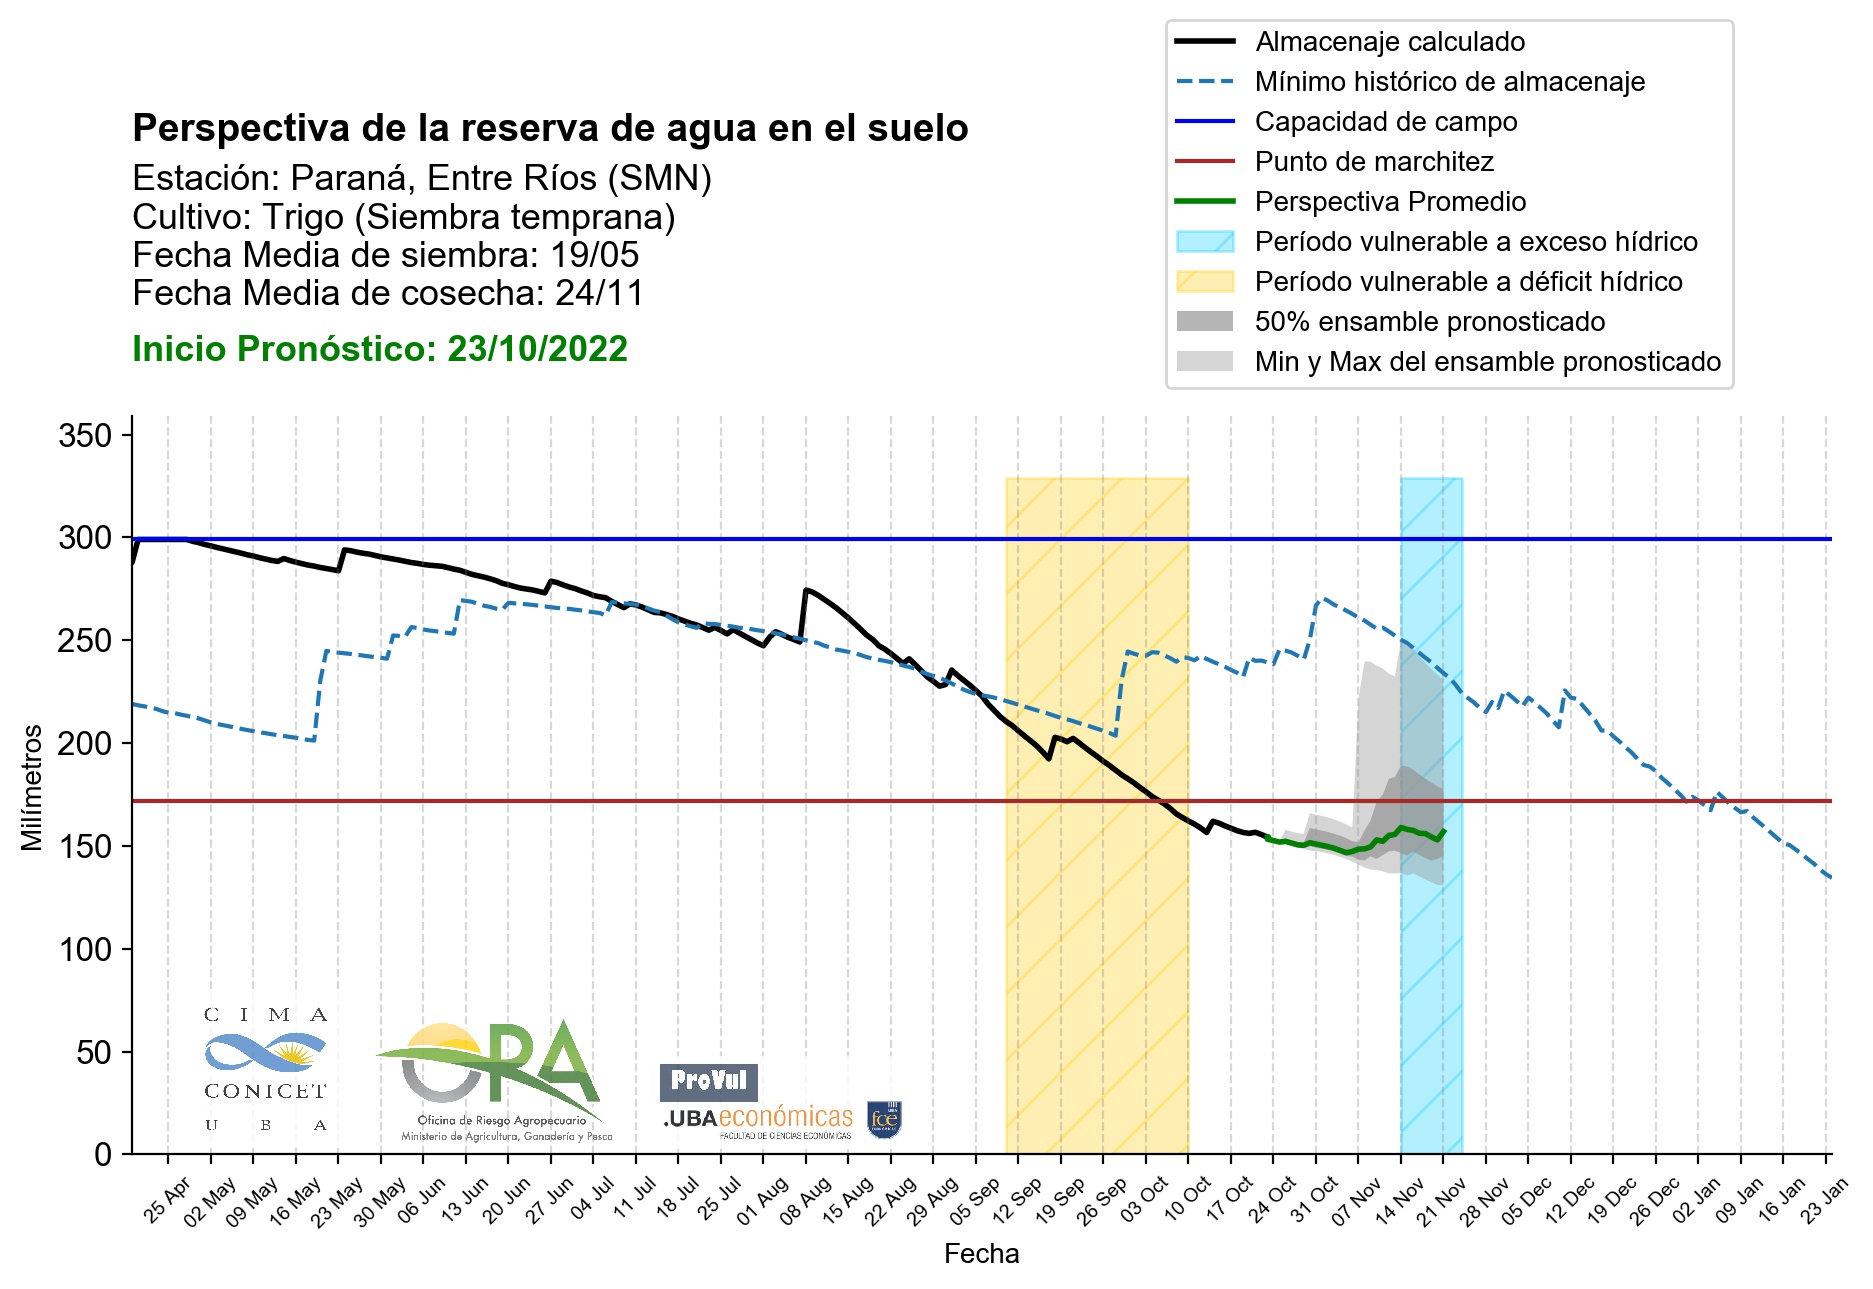 Almacenaje calculado
Mínimo histórico de almacenaje
Capacidad de campo
Punto de marchitez
Perspectiva Promedio
Período vulnerable a exceso hídrico
Período vulnerable a déficit hídrico
50% ensamble pronosticado
Min y Max del ensamble pronosticado
Perspectiva de la reserva de agua en el suelo
Estación: Paraná, Entre Ríos (SMN)
Cultivo: Trigo (Siembra temprana)
Fecha Media de siembra: 19/05
Fecha Media de cosecha: 24/11
Inicio Pronóstico: 23/10/2022
350
300
250
200
150
100
50
0
Milímetros
CIMA
CONICET
UBA
ORA
Oficina de Riesgo Agropecuario
Ministerio de Agricultura, Ganadería y Pesca
ProVul
.UBAeconómicas
FACULTAD DE CIENCIAS ECONÓMICAS
UBA
fce
ECONÓMICAS
25 Apr
02 May
09 May
16 May
23 May
30 May
06 Jun
13 Jun
20 Jun
27 Jun
04 Jul
11 Jul
18 Jul
25 Jul
01 Aug
08 Aug
15 Aug
22 Aug
29 Aug
05 Sep
12 Sep
19 Sep
26 Sep
03 Oct
10 Oct
17 Oct
24 Oct
31 Oct
07 Nov
14 Nov
21 Nov
28 Nov
05 Dec
12 Dec
19 Dec
26 Dec
02 Jan
09 Jan
16 Jan
23 Jan
Fecha